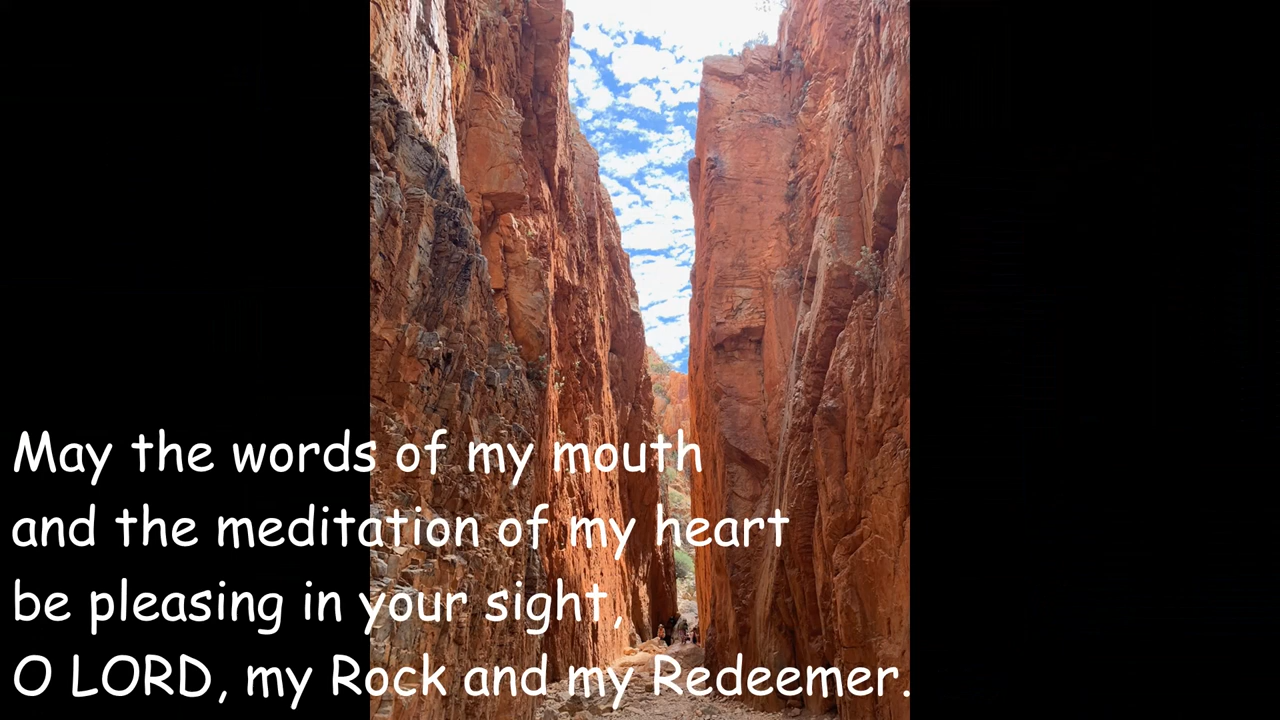 May the words of my mouth
and the meditation of my heart
be pleasing in your sight,
O LORD, my Rock and my Redeemer.